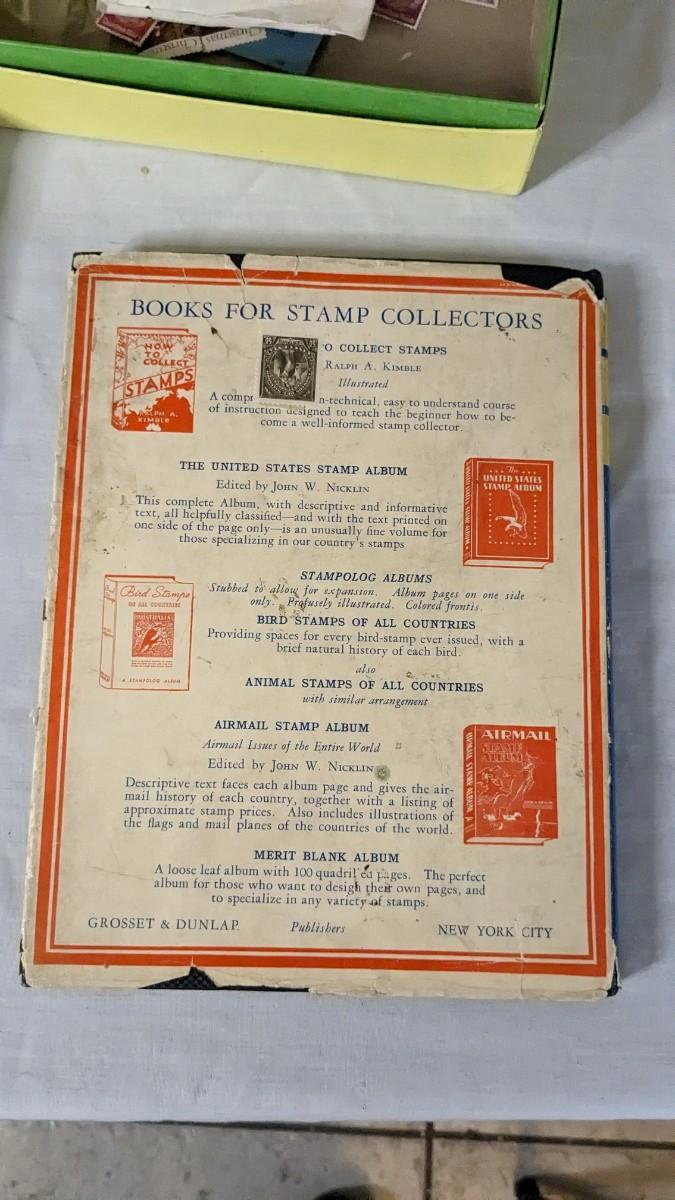 Christmas Christm
BOOKS FOR STAMP COLLECTORS
HOW
TO
COLLECT
STAMPS
RALPH A.
KIMBLE
O COLLECT STAMPS
RALPH A. KIMBLE
Illustrated
A compr n-technical, easy to understand course
of instruction designed to teach the beginner how to be-
come a well-informed stamp collector.
THE UNITED STATES STAMP ALBUM
Edited by JOHN W. NICKLIN
This complete Album, with descriptive and informative
text, all helpfully classified—and with the text printed on
one side of the page only—is an unusually fine volume for
those specializing in our country's stamps
The
UNITED STATES
STAMP ALBUM
STAMPOLOG ALBUMS
Stubbed to allow for expansion. Album pages on one side
only. Profusely illustrated. Colored frontis.
BIRD STAMPS OF ALL COUNTRIES
Providing spaces for every bird-stamp ever issued, with a
brief natural history of each bird.
also
ANIMAL STAMPS OF ALL COUNTRIES
with similar arrangement
Bird Stamps
OF ALL COUNTRIES
AUSTRALIA
A STAMPOLOG ALBUM
AIRMAIL STAMP ALBUM
Airmail Issues of the Entire World
Edited by JOHN W. NICKLIN
Descriptive text faces each album page and gives the air-
mail history of each country, together with a listing of
approximate stamp prices. Also includes illustrations of
the flags and mail planes of the countries of the world.
AIRMAIL
STAMP
ALBUM
AIRMAIL STAMP ALBUM
MERIT BLANK ALBUM
A loose leaf album with 100 quadrilled pages. The perfect
album for those who want to design their own pages, and
to specialize in any variety of stamps.
GROSSET & DUNLAP Publishers NEW YORK CITY